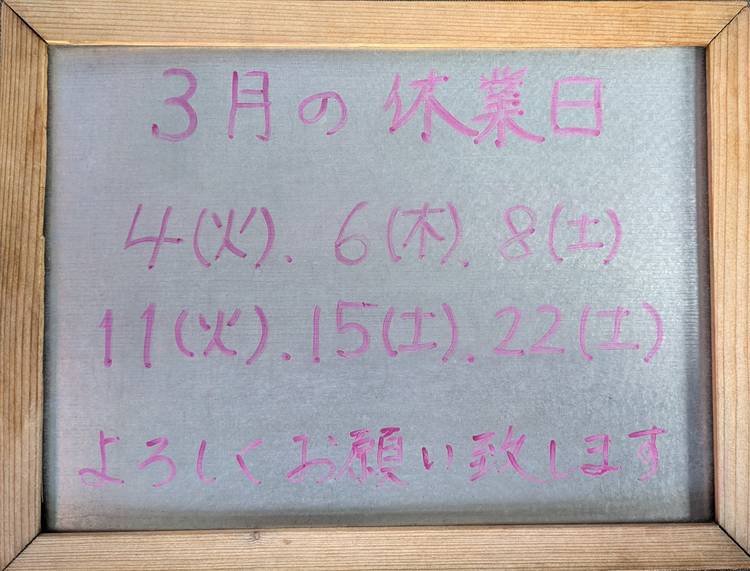 3月の休業日
4(火). 6(木). 8(土)
11(火). 15(土). 22(土)
よろしくお願い致します